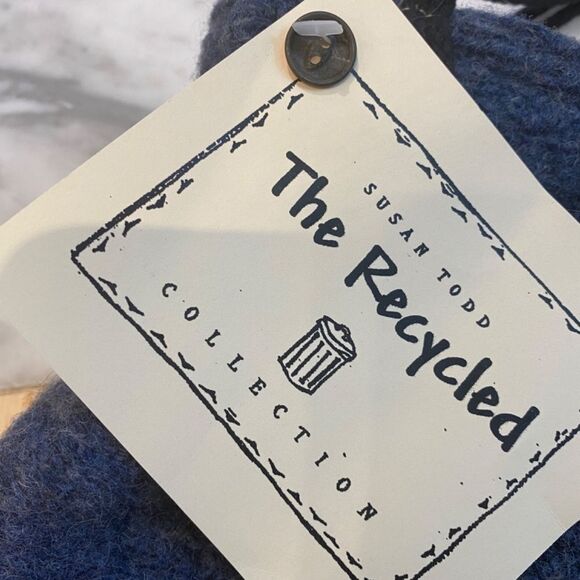 SUSAN TODD
The Recycled
COLLECTION